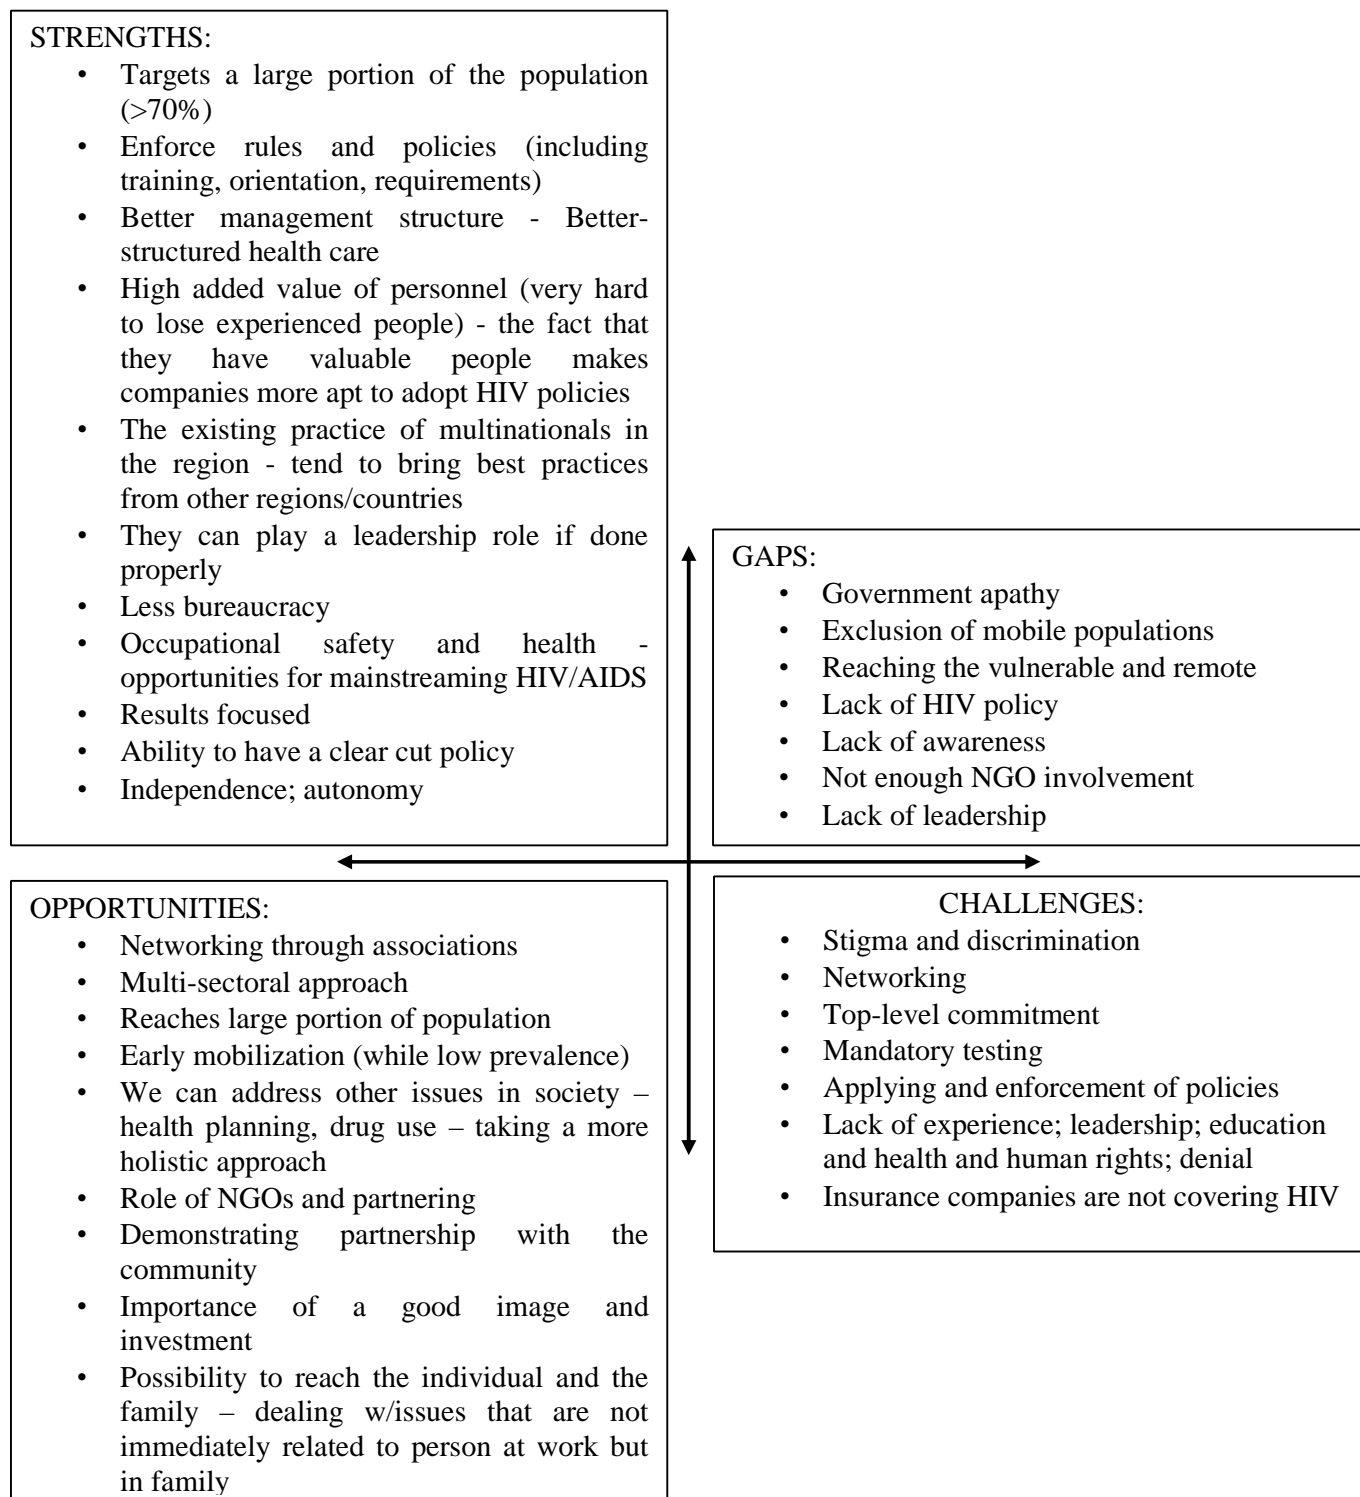 STRENGTHS:
• Targets a large portion of the population
(>70%)
• Enforce rules and policies (including
training, orientation, requirements)
• Better management structure - Better-
structured health care
• High added value of personnel (very hard
to lose experienced people) - the fact that
they have valuable people makes
companies more apt to adopt HIV policies
• The existing practice of multinationals in
the region - tend to bring best practices
from other regions/countries
• They can play a leadership role if done
properly
• Less bureaucracy
• Occupational safety and health -
opportunities for mainstreaming HIV/AIDS
• Results focused
• Ability to have a clear cut policy
• Independence; autonomy
GAPS:
• Government apathy
• Exclusion of mobile populations
• Reaching the vulnerable and remote
• Lack of HIV policy
• Lack of awareness
• Not enough NGO involvement
• Lack of leadership
OPPORTUNITIES:
• Networking through associations
• Multi-sectoral approach
• Reaches large portion of population
• Early mobilization (while low prevalence)
• We can address other issues in society –
health planning, drug use – taking a more
holistic approach
• Role of NGOs and partnering
• Demonstrating partnership with the
community
• Importance of a good image and
investment
• Possibility to reach the individual and the
family – dealing w/issues that are not
immediately related to person at work but
in family
CHALLENGES:
• Stigma and discrimination
• Networking
• Top-level commitment
• Mandatory testing
• Applying and enforcement of policies
• Lack of experience; leadership; education
and health and human rights; denial
• Insurance companies are not covering HIV